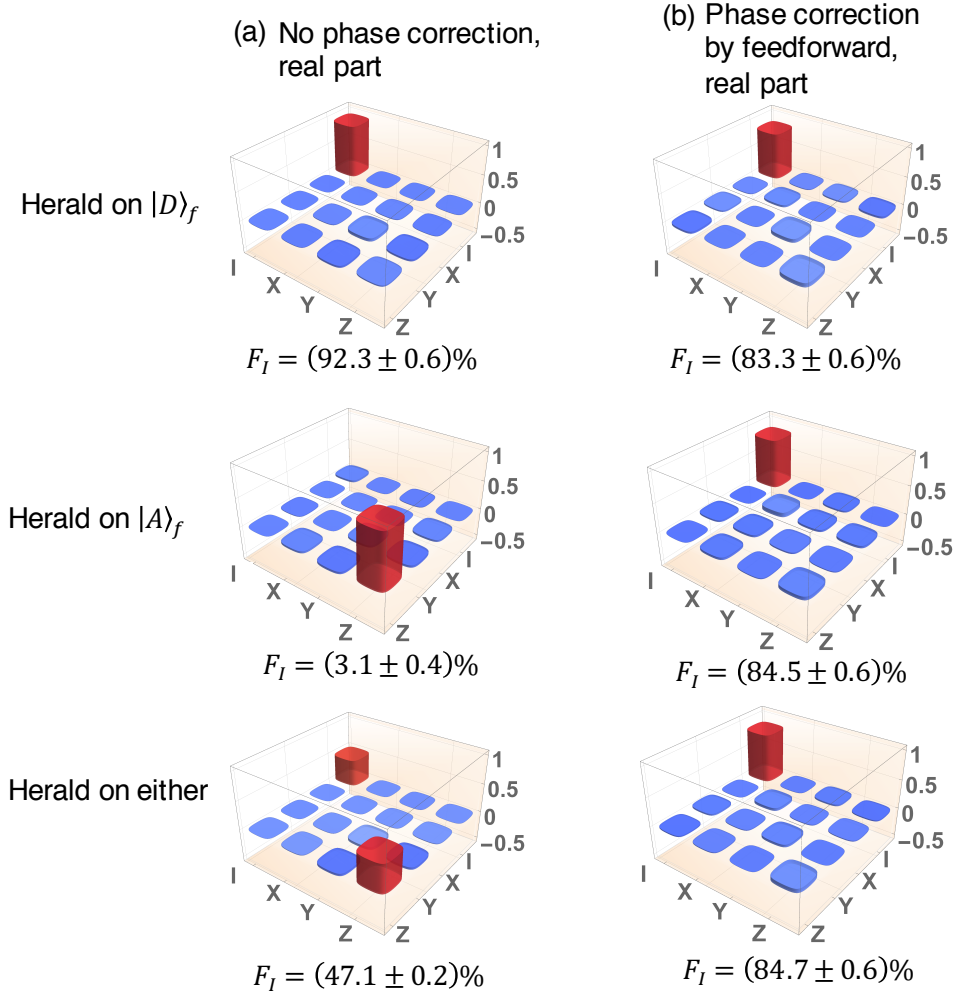 (a) No phase correction,
real part
(b) Phase correction
by feedforward,
real part
Herald on |D⟩f
1
0.5
0
−0.5
I
X
Y
Z
I
X
Y
Z
F_I = (92.3 ± 0.6)%
1
0.5
0
−0.5
I
X
Y
Z
I
X
Y
Z
F_I = (83.3 ± 0.6)%
Herald on |A⟩f
1
0.5
0
−0.5
I
X
Y
Z
I
X
Y
Z
F_I = (3.1 ± 0.4)%
1
0.5
0
−0.5
I
X
Y
Z
I
X
Y
Z
F_I = (84.5 ± 0.6)%
Herald on either
1
0.5
0
−0.5
I
X
Y
Z
I
X
Y
Z
F_I = (47.1 ± 0.2)%
1
0.5
0
−0.5
I
X
Y
Z
I
X
Y
Z
F_I = (84.7 ± 0.6)%